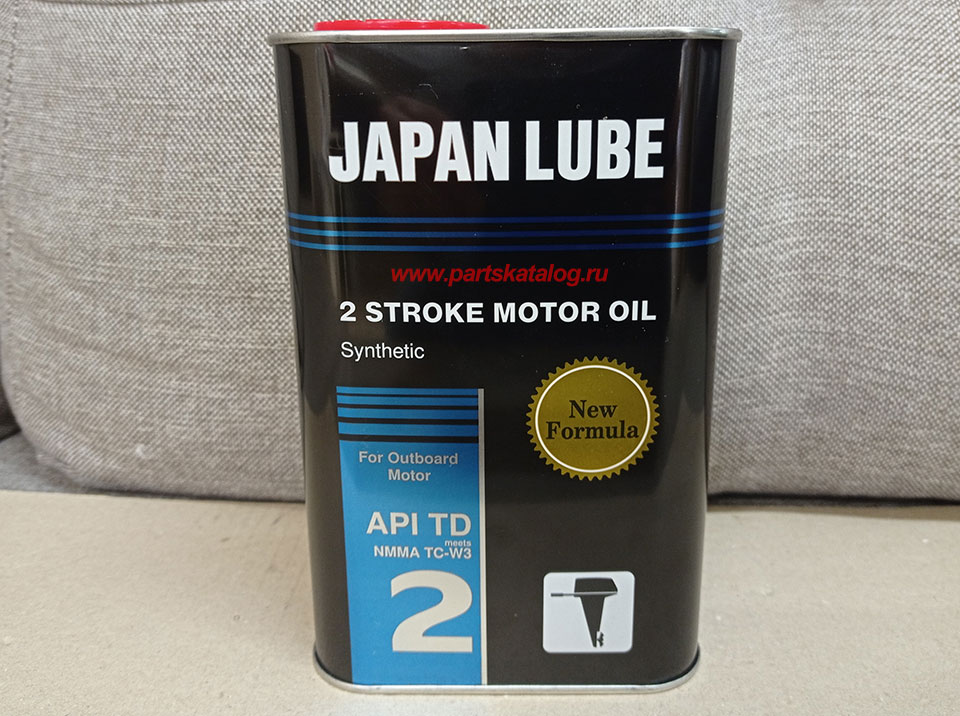 JAPAN LUBE
www.partskatalog.ru
2 STROKE MOTOR OIL
Synthetic
New
Formula
For Outboard
Motor
API TD
meets
NMMA TC-W3
2